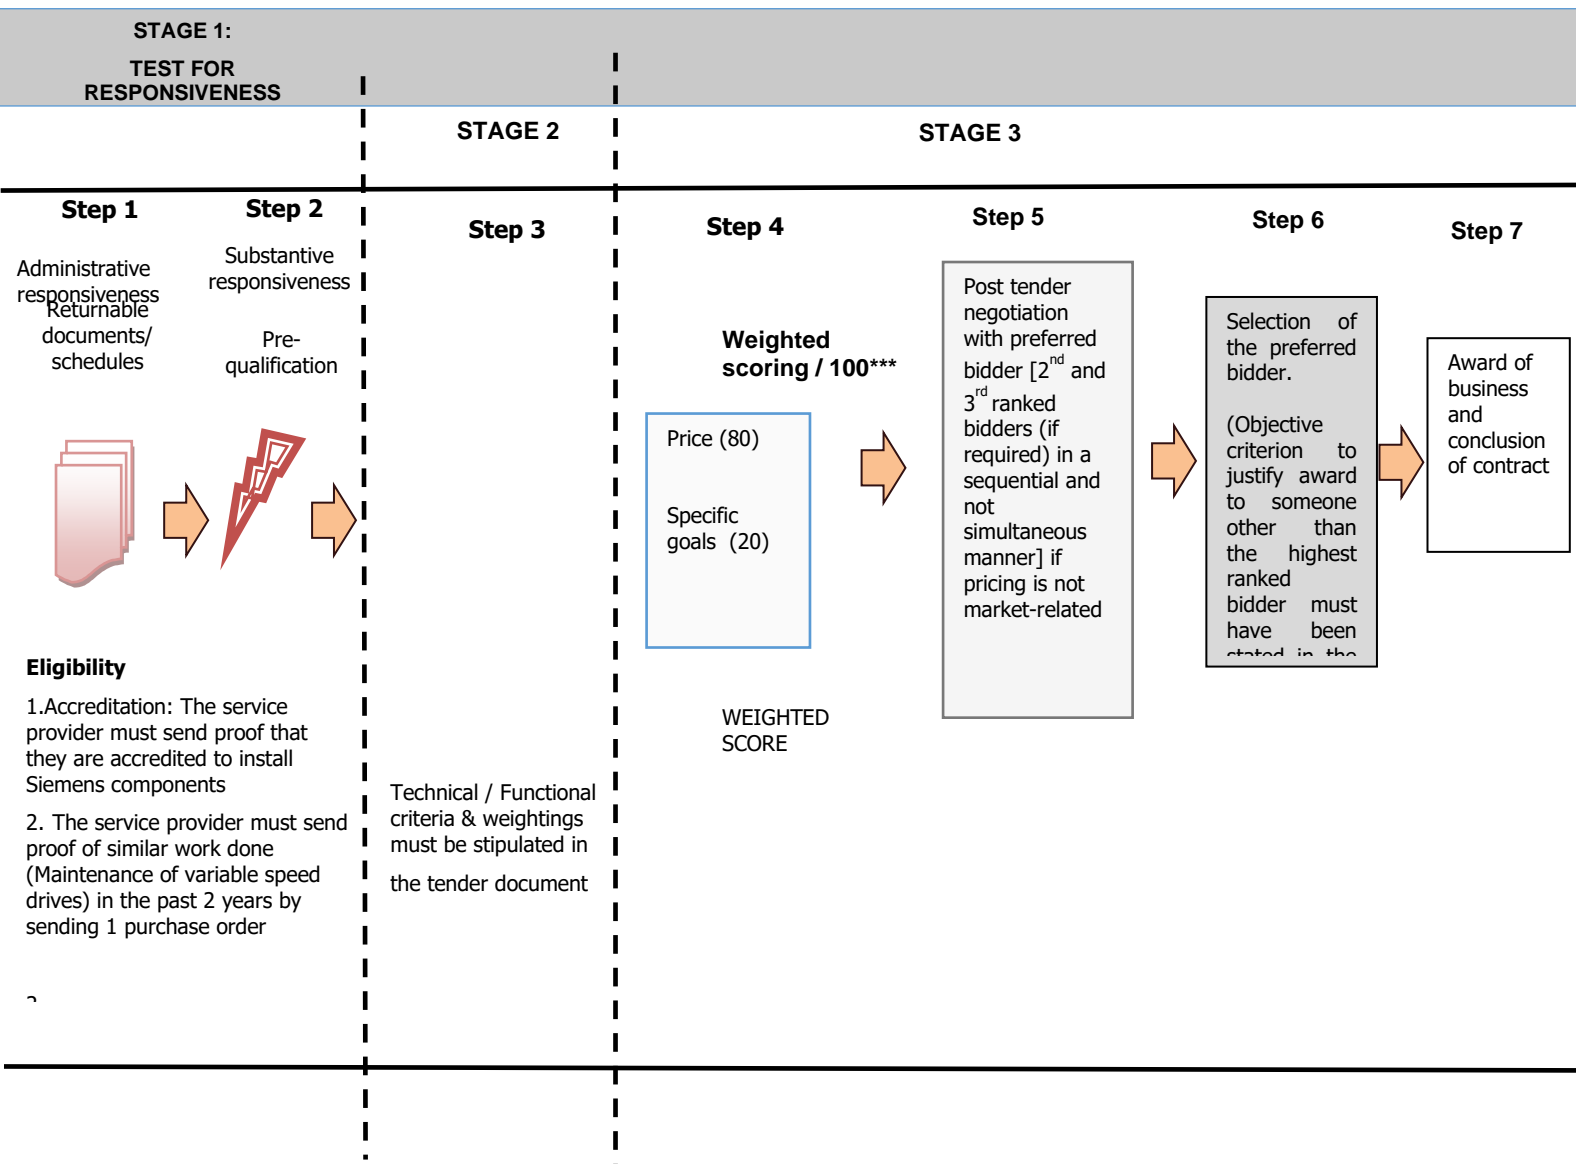 STAGE 1:
TEST FOR
RESPONSIVENESS
STAGE 2
STAGE 3
Step 1
Administrative
responsiveness
Returnable
documents/
schedules
Step 2
Substantive
responsiveness
Pre-
qualification
Eligibility
1.Accreditation: The service
provider must send proof that
they are accredited to install
Siemens components
2. The service provider must send
proof of similar work done
(Maintenance of variable speed
drives) in the past 2 years by
sending 1 purchase order
Step 3
Technical / Functional
criteria & weightings
must be stipulated in
the tender document
Step 4
Weighted
scoring / 100***
Price (80)
Specific
goals (20)
WEIGHTED
SCORE
Step 5
Post tender
negotiation
with preferred
bidder [2nd and
3rd ranked
bidders (if
required) in a
sequential and
not
simultaneous
manner] if
pricing is not
market-related
Step 6
Selection of
the preferred
bidder.
(Objective
criterion to
justify award
to someone
other than
the highest
ranked
bidder must
have been
stated in the
Step 7
Award of
business
and
conclusion
of contract